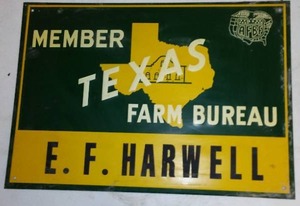 MEMBER
TEXAS
FARM BUREAU
E. F. HARWELL